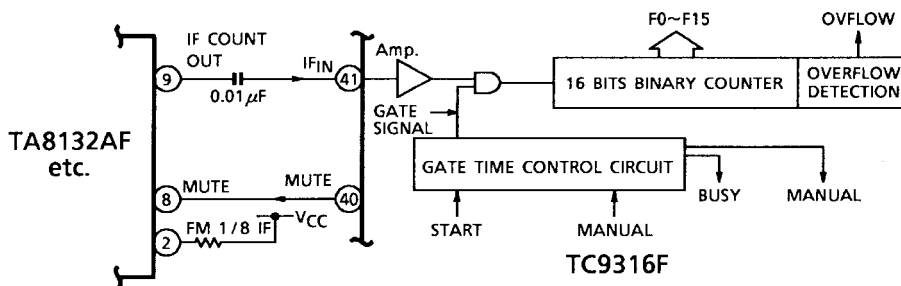 F0~F15
OVFLOW
IF COUNT
OUT
IFIN
Amp.
9
0.01 μF
41
16 BITS BINARY COUNTER
OVERFLOW
DETECTION
GATE
SIGNAL
TA8132AF
etc.
GATE TIME CONTROL CIRCUIT
8
MUTE
MUTE
40
BUSY
MANUAL
VCC
2
FM 1/8 IF
START
MANUAL
TC9316F